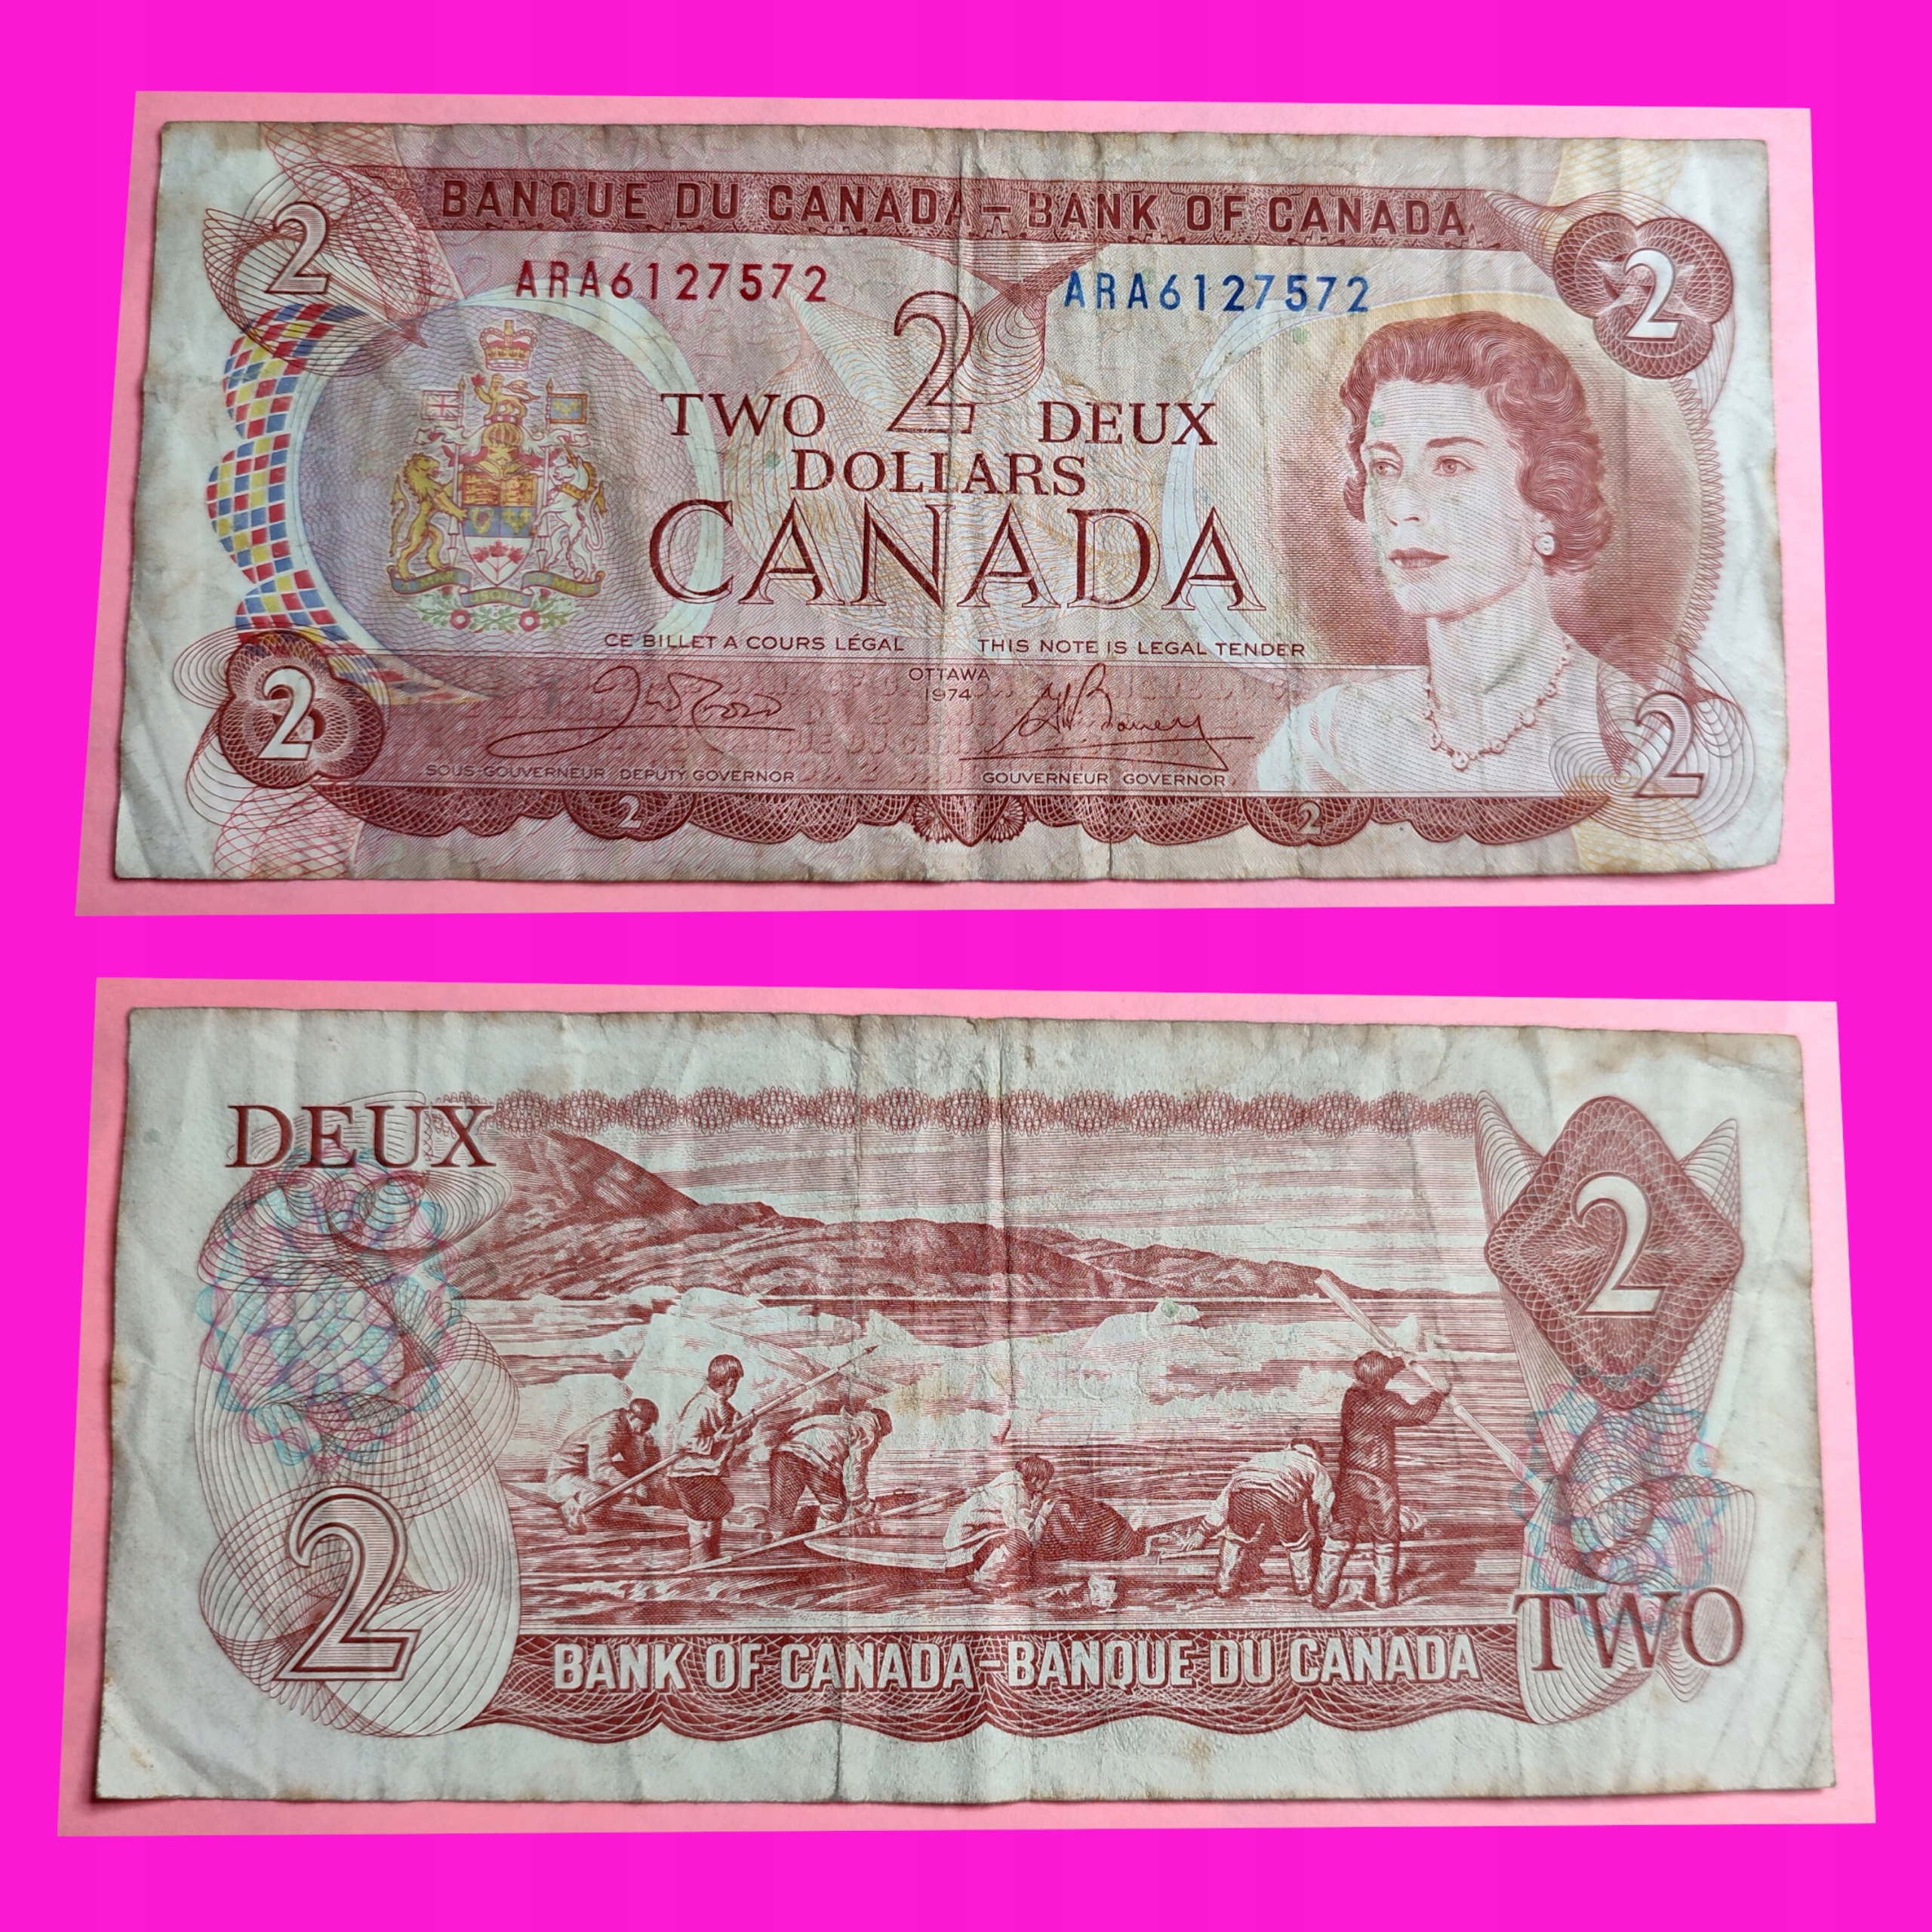 BANQUE DU CANADA – BANK OF CANADA
2
2
ARA6127572 ARA6127572
2
TWO DEUX
DOLLARS
CANADA
CE BILLET A COURS LÉGAL THIS NOTE IS LEGAL TENDER
OTTAWA
1974
2
2
SOUS-GOUVERNEUR DEPUTY GOVERNOR GOUVERNEUR GOVERNOR
2
2
DEUX
2
2
TWO
BANK OF CANADA–BANQUE DU CANADA